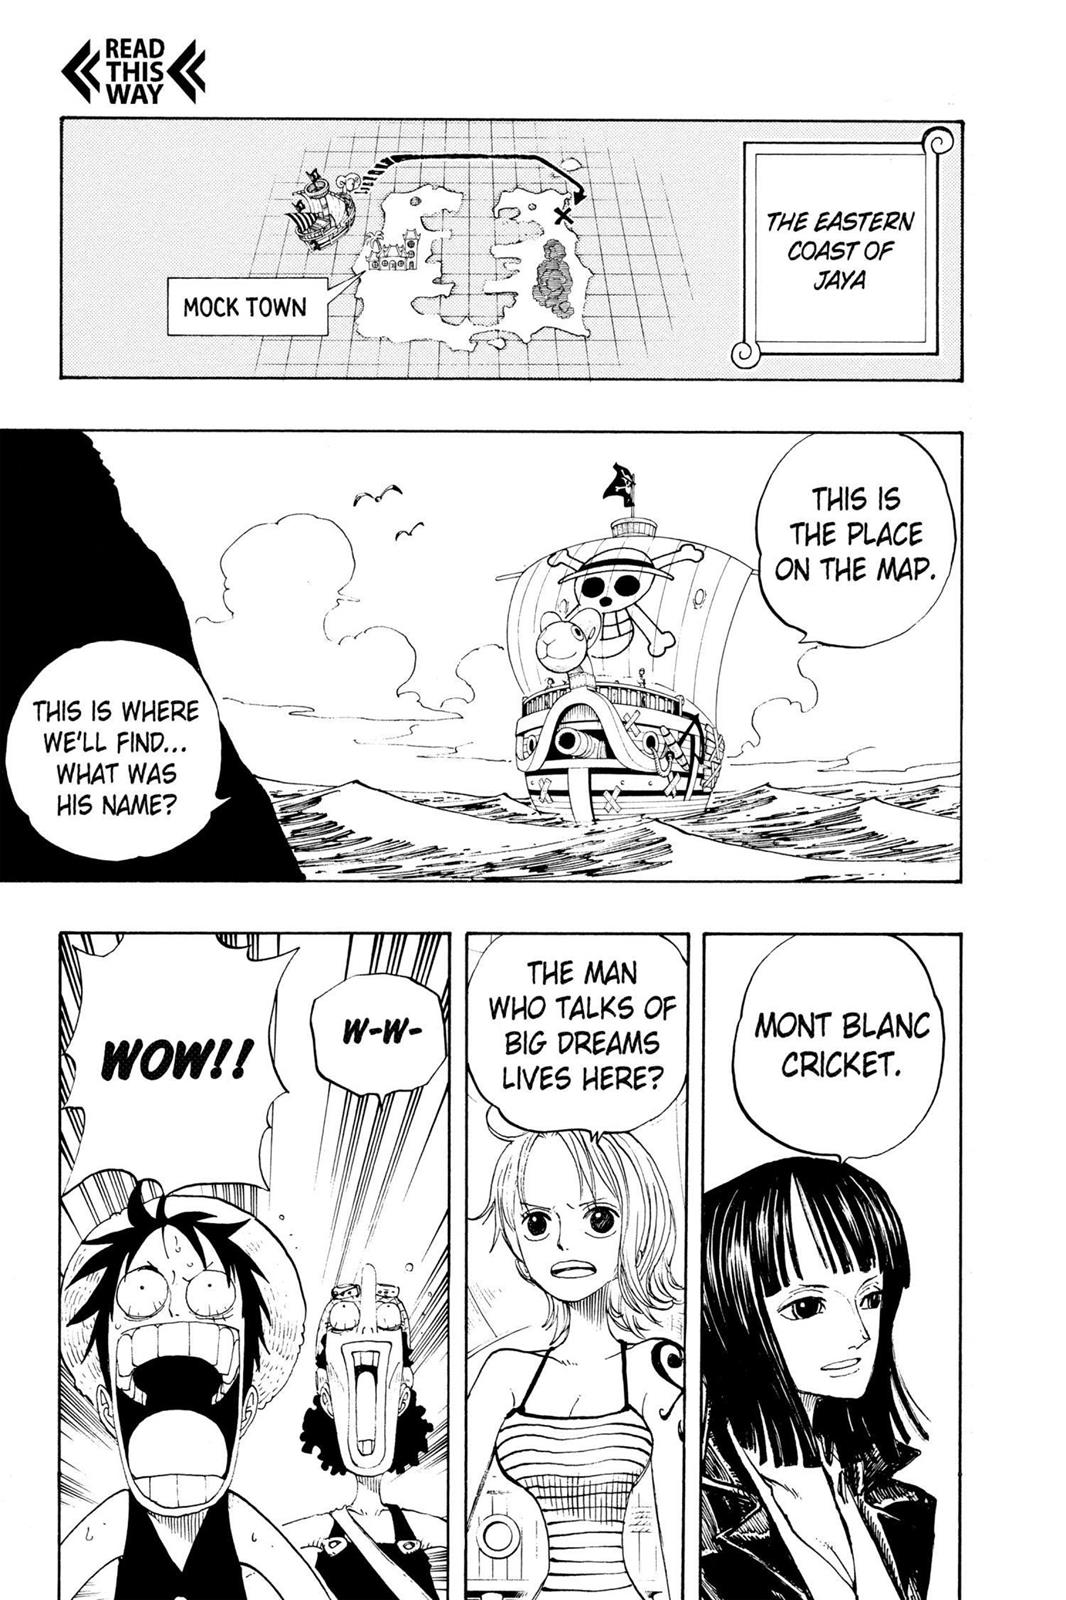 READ
THIS
WAY
THE EASTERN
COAST OF
JAYA
MOCK TOWN
THIS IS
THE PLACE
ON THE MAP.
THIS IS WHERE
WE'LL FIND...
WHAT WAS
HIS NAME?
MONT BLANC
CRICKET.
THE MAN
WHO TALKS OF
BIG DREAMS
LIVES HERE?
W-W-
WOW!!